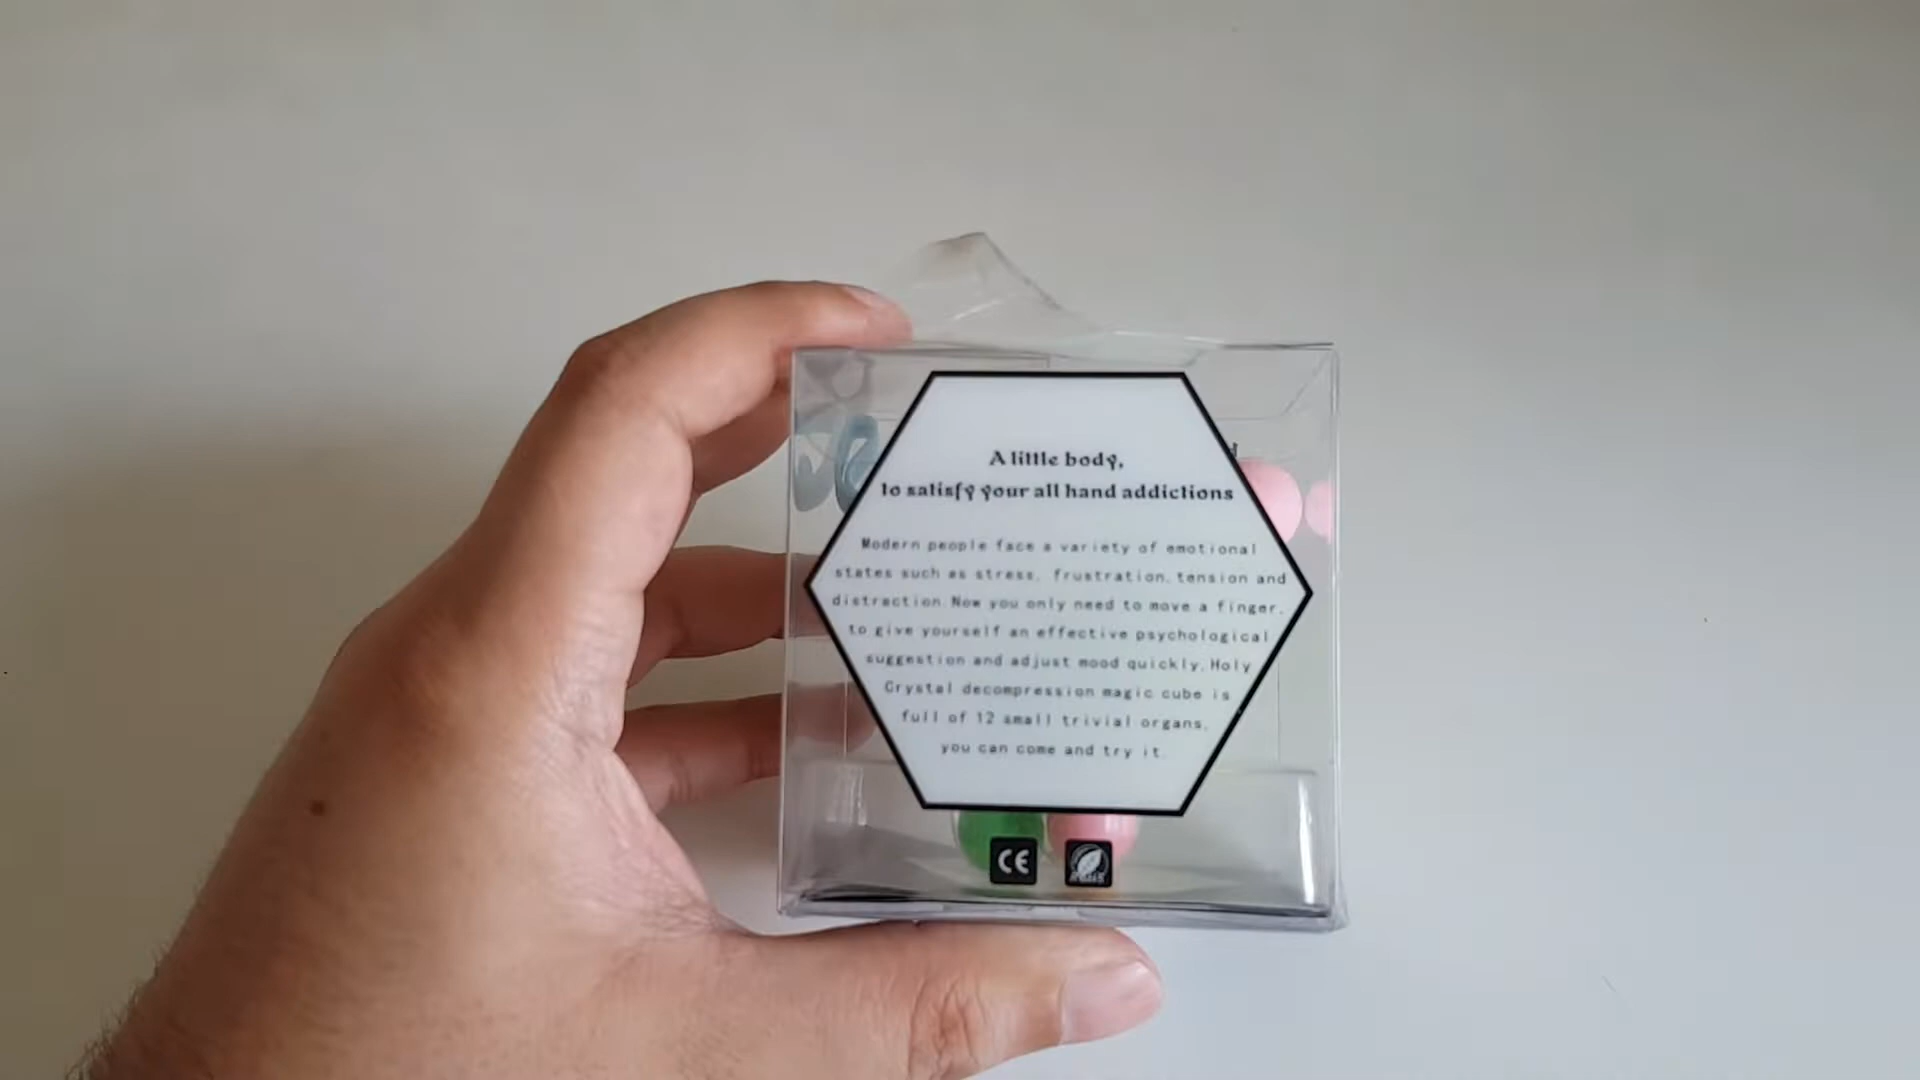 A little body,
to satisfy your all hand addictions
Modern people face a variety of emotional
states such as stress, frustration, tension and
distraction. Now you only need to move a finger,
to give yourself an effective psychological
suggestion and adjust mood quickly. Holy
Crystal decompression magic cube is
full of 12 small trivial organs,
you can come and try it.
CE